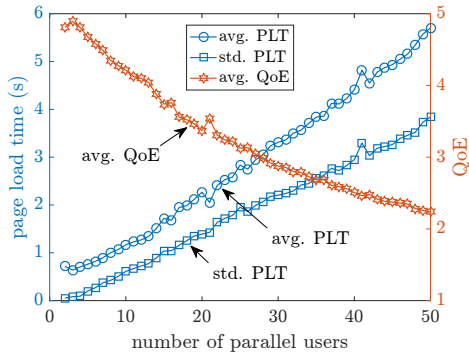 6
5
4
3
2
1
0
page load time (s)
avg. PLT
std. PLT
avg. QoE
avg. QoE
avg. PLT
std. PLT
5
4
3
2
1
QoE
0 10 20 30 40 50
number of parallel users